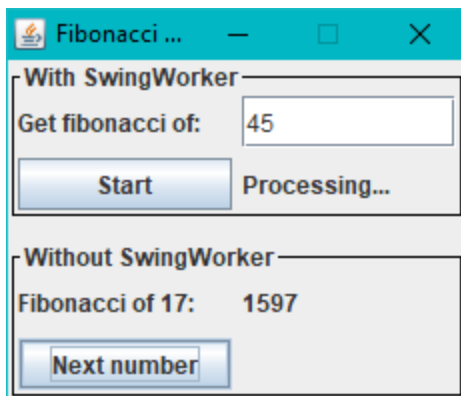 Fibonacci ...
With SwingWorker
Get fibonacci of: 45
Start Processing...
Without SwingWorker
Fibonacci of 17: 1597
Next number